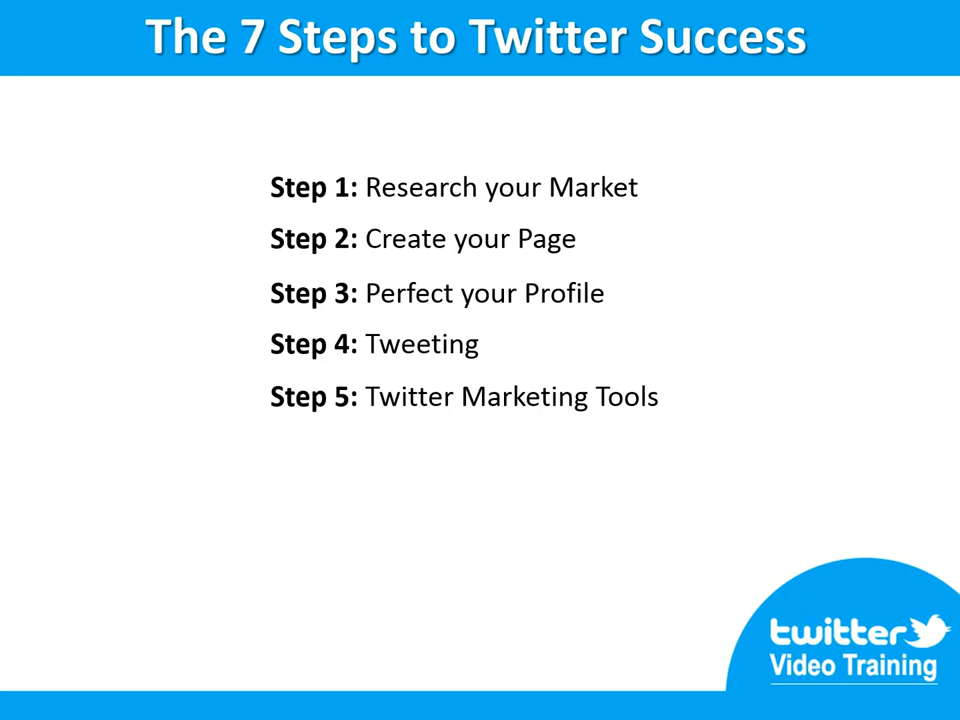 The 7 Steps to Twitter Success
Step 1: Research your Market
Step 2: Create your Page
Step 3: Perfect your Profile
Step 4: Tweeting
Step 5: Twitter Marketing Tools
twitter
Video Training